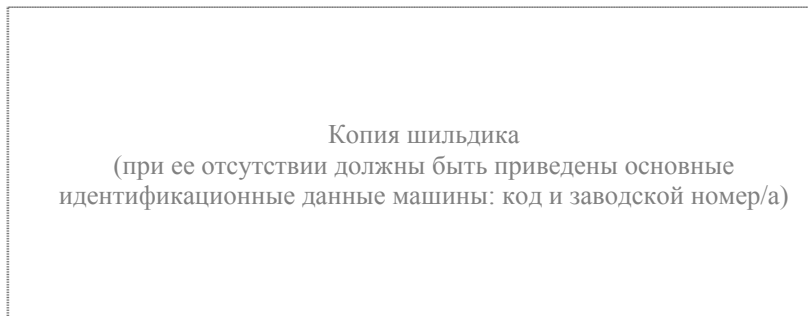 Копия шильдика
(при ее отсутствии должны быть приведены основные
идентификационные данные машины: код и заводской номер/а)